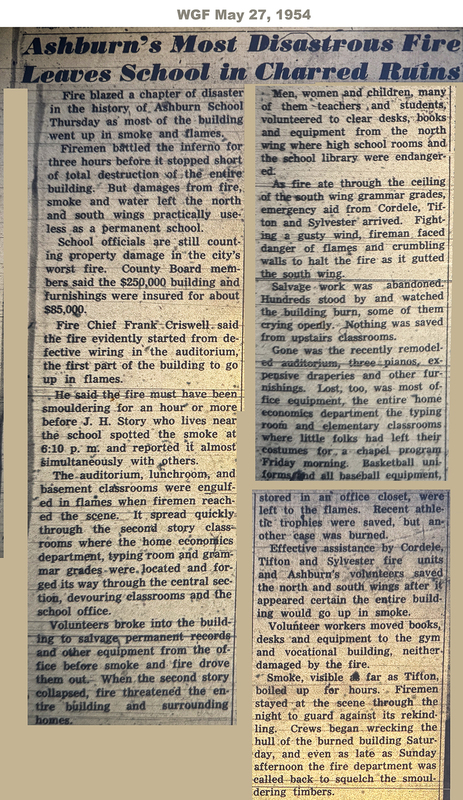 WGF May 27, 1954
Ashburn's Most Disastrous Fire
Leaves School in Charred Ruins
Fire blazed a chapter of disaster
in the history of Ashburn School
Thursday as most of the building
went up in smoke and flames.
Firemen battled the inferno for
three hours before it stopped short
of total destruction of the entire
building. But damages from fire,
smoke and water left the north
and south wings practically use-
less as a permanent school.
School officials are still count-
ing property damage in the city's
worst fire. County Board mem-
bers said the $250,000 building and
furnishings were insured for about
$85,000.
Fire Chief Frank Criswell said
the fire evidently started from de-
fective wiring in the auditorium,
the first part of the building to go
up in flames.
He said the fire must have been
smouldering for an hour or more
before J. H. Story who lives near
the school spotted the smoke at
6:10 p. m. and reported it almost
simultaneously with others.
The auditorium, lunchroom, and
basement classrooms were engulf-
ed in flames when firemen reach-
ed the scene. It spread quickly
through the second story class-
rooms where the home economics
department, typing room and gram-
mar grades were located and for-
ged its way through the central sec-
tion, devouring classrooms and the
school office.
Volunteers broke into the build-
ing to salvage permanent records
and other equipment from the of-
fice before smoke and fire drove
them out. When the second story
collapsed, fire threatened the en-
tire building and surrounding
homes.
Men, women and children, many
of them teachers and students,
volunteered to clear desks, books
and equipment from the north
wing where high school rooms and
the school library were endanger-
ed.
As fire ate through the ceiling
of the south wing grammar grades,
emergency aid from Cordele, Tif-
ton and Sylvester arrived. Fight-
ing a gusty wind, fireman faced
danger of flames and crumbling
walls to halt the fire as it gutted
the south wing.
Salvage work was abandoned.
Hundreds stood by and watched
the building burn, some of them
crying openly. Nothing was saved
from upstairs classrooms.
Gone was the recently remodel-
ed auditorium, three pianos, ex-
pensive draperies and other fur-
nishings. Lost, too, was most of-
fice equipment, the entire home
economics department the typing
room and elementary classrooms
where little folks had left their
costumes for a chapel program
Friday morning. Basketball uni-
forms and all baseball equipment,
stored in an office closet, were
left to the flames. Recent athle-
tic trophies were saved, but an-
other case was burned.
Effective assistance by Cordele,
Tifton and Sylvester fire units
and Ashburn's volunteers saved
the north and south wings after it
appeared certain the entire build-
ing would go up in smoke.
Volunteer workers moved books,
desks and equipment to the gym
and vocational building, neither
damaged by the fire.
Smoke, visible as far as Tifton,
boiled up for hours. Firemen
stayed at the scene through the
night to guard against its rekind-
ling. Crews began wrecking the
hull of the burned building Satur-
day, and even as late as Sunday
afternoon the fire department was
called back to squelch the smoul-
dering timbers.